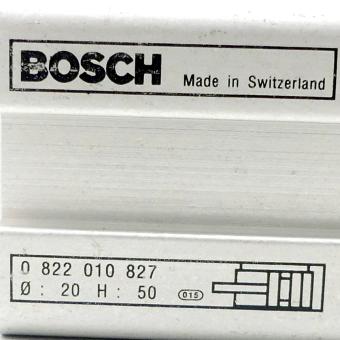 BOSCH Made in Switzerland
0 822 010 827
Ø : 20 H : 50 015